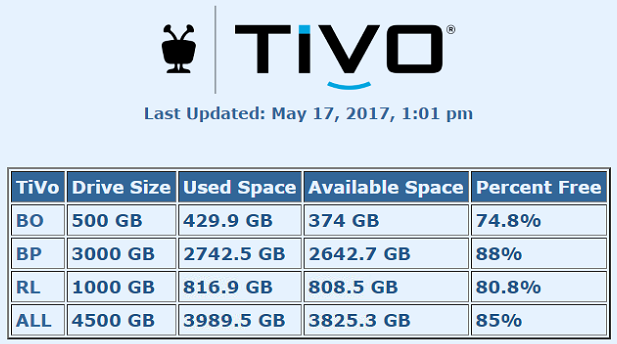 TiVo®
Last Updated: May 17, 2017, 1:01 pm
TiVo Drive Size Used Space Available Space Percent Free
BO 500 GB 429.9 GB 374 GB 74.8%
BP 3000 GB 2742.5 GB 2642.7 GB 88%
RL 1000 GB 816.9 GB 808.5 GB 80.8%
ALL 4500 GB 3989.5 GB 3825.3 GB 85%